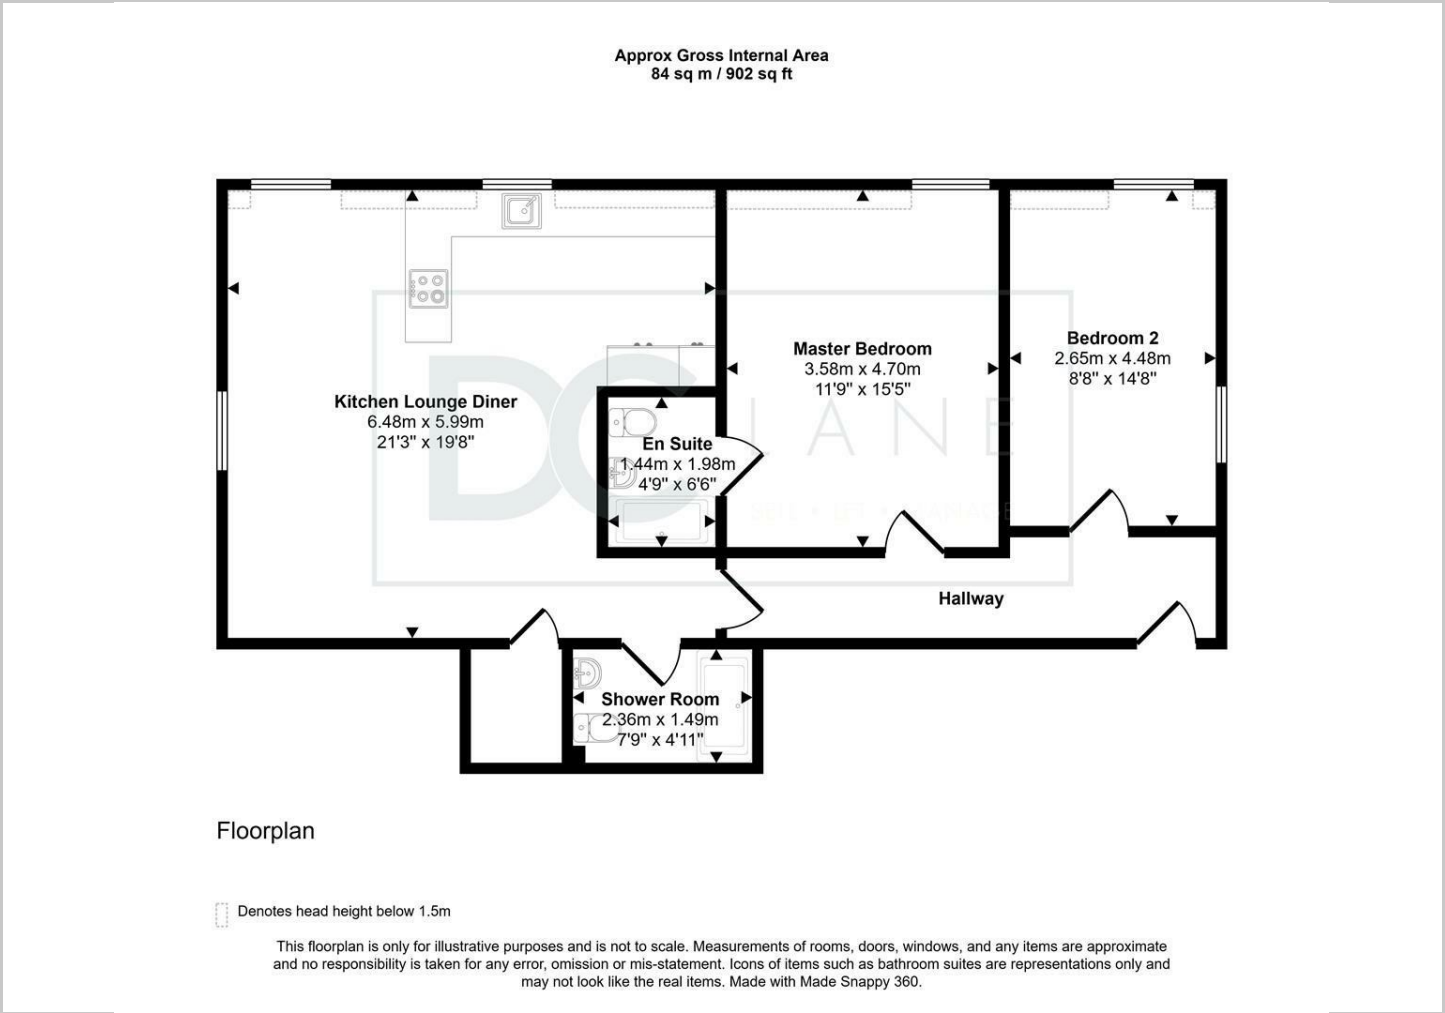 Approx Gross Internal Area
84 sq m / 902 sq ft
Kitchen Lounge Diner
6.48m x 5.99m
21'3" x 19'8"
En Suite
1.44m x 1.98m
4'9" x 6'6"
Master Bedroom
3.58m x 4.70m
11'9" x 15'5"
Bedroom 2
2.65m x 4.48m
8'8" x 14'8"
DC LANE
SELL • LET • MANAGE
Hallway
Shower Room
2.36m x 1.49m
7'9" x 4'11"
Floorplan
Denotes head height below 1.5m
This floorplan is only for illustrative purposes and is not to scale. Measurements of rooms, doors, windows, and any items are approximate
and no responsibility is taken for any error, omission or mis-statement. Icons of items such as bathroom suites are representations only and
may not look like the real items. Made with Made Snappy 360.